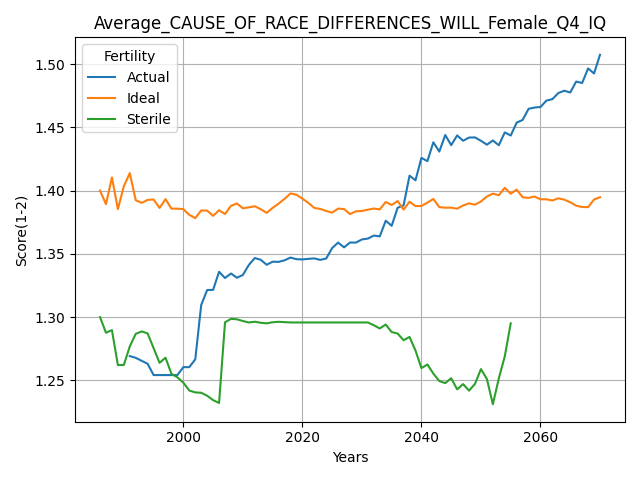 Average_CAUSE_OF_RACE_DIFFERENCES_WILL_Female_Q4_IQ
Fertility
Actual
Ideal
Sterile
Score(1-2)
1.50
1.45
1.40
1.35
1.30
1.25
2000
2020
2040
2060
Years